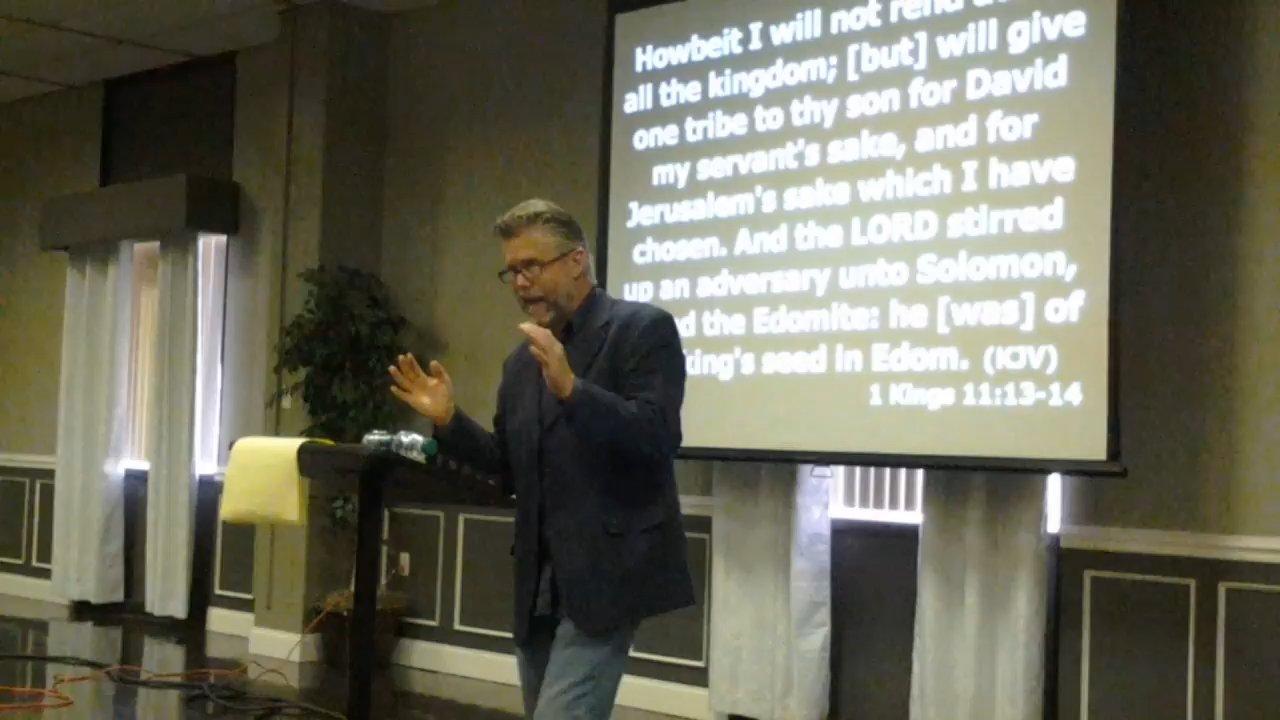 Howbeit I will not rend
all the kingdom; [but] will give
one tribe to thy son for David
my servant's sake, and for
Jerusalem's sake which I have
chosen. And the LORD stirred
up an adversary unto Solomon,
the Edomite: he [was] of
king's seed in Edom. (KJV)
1 Kings 11:13-14